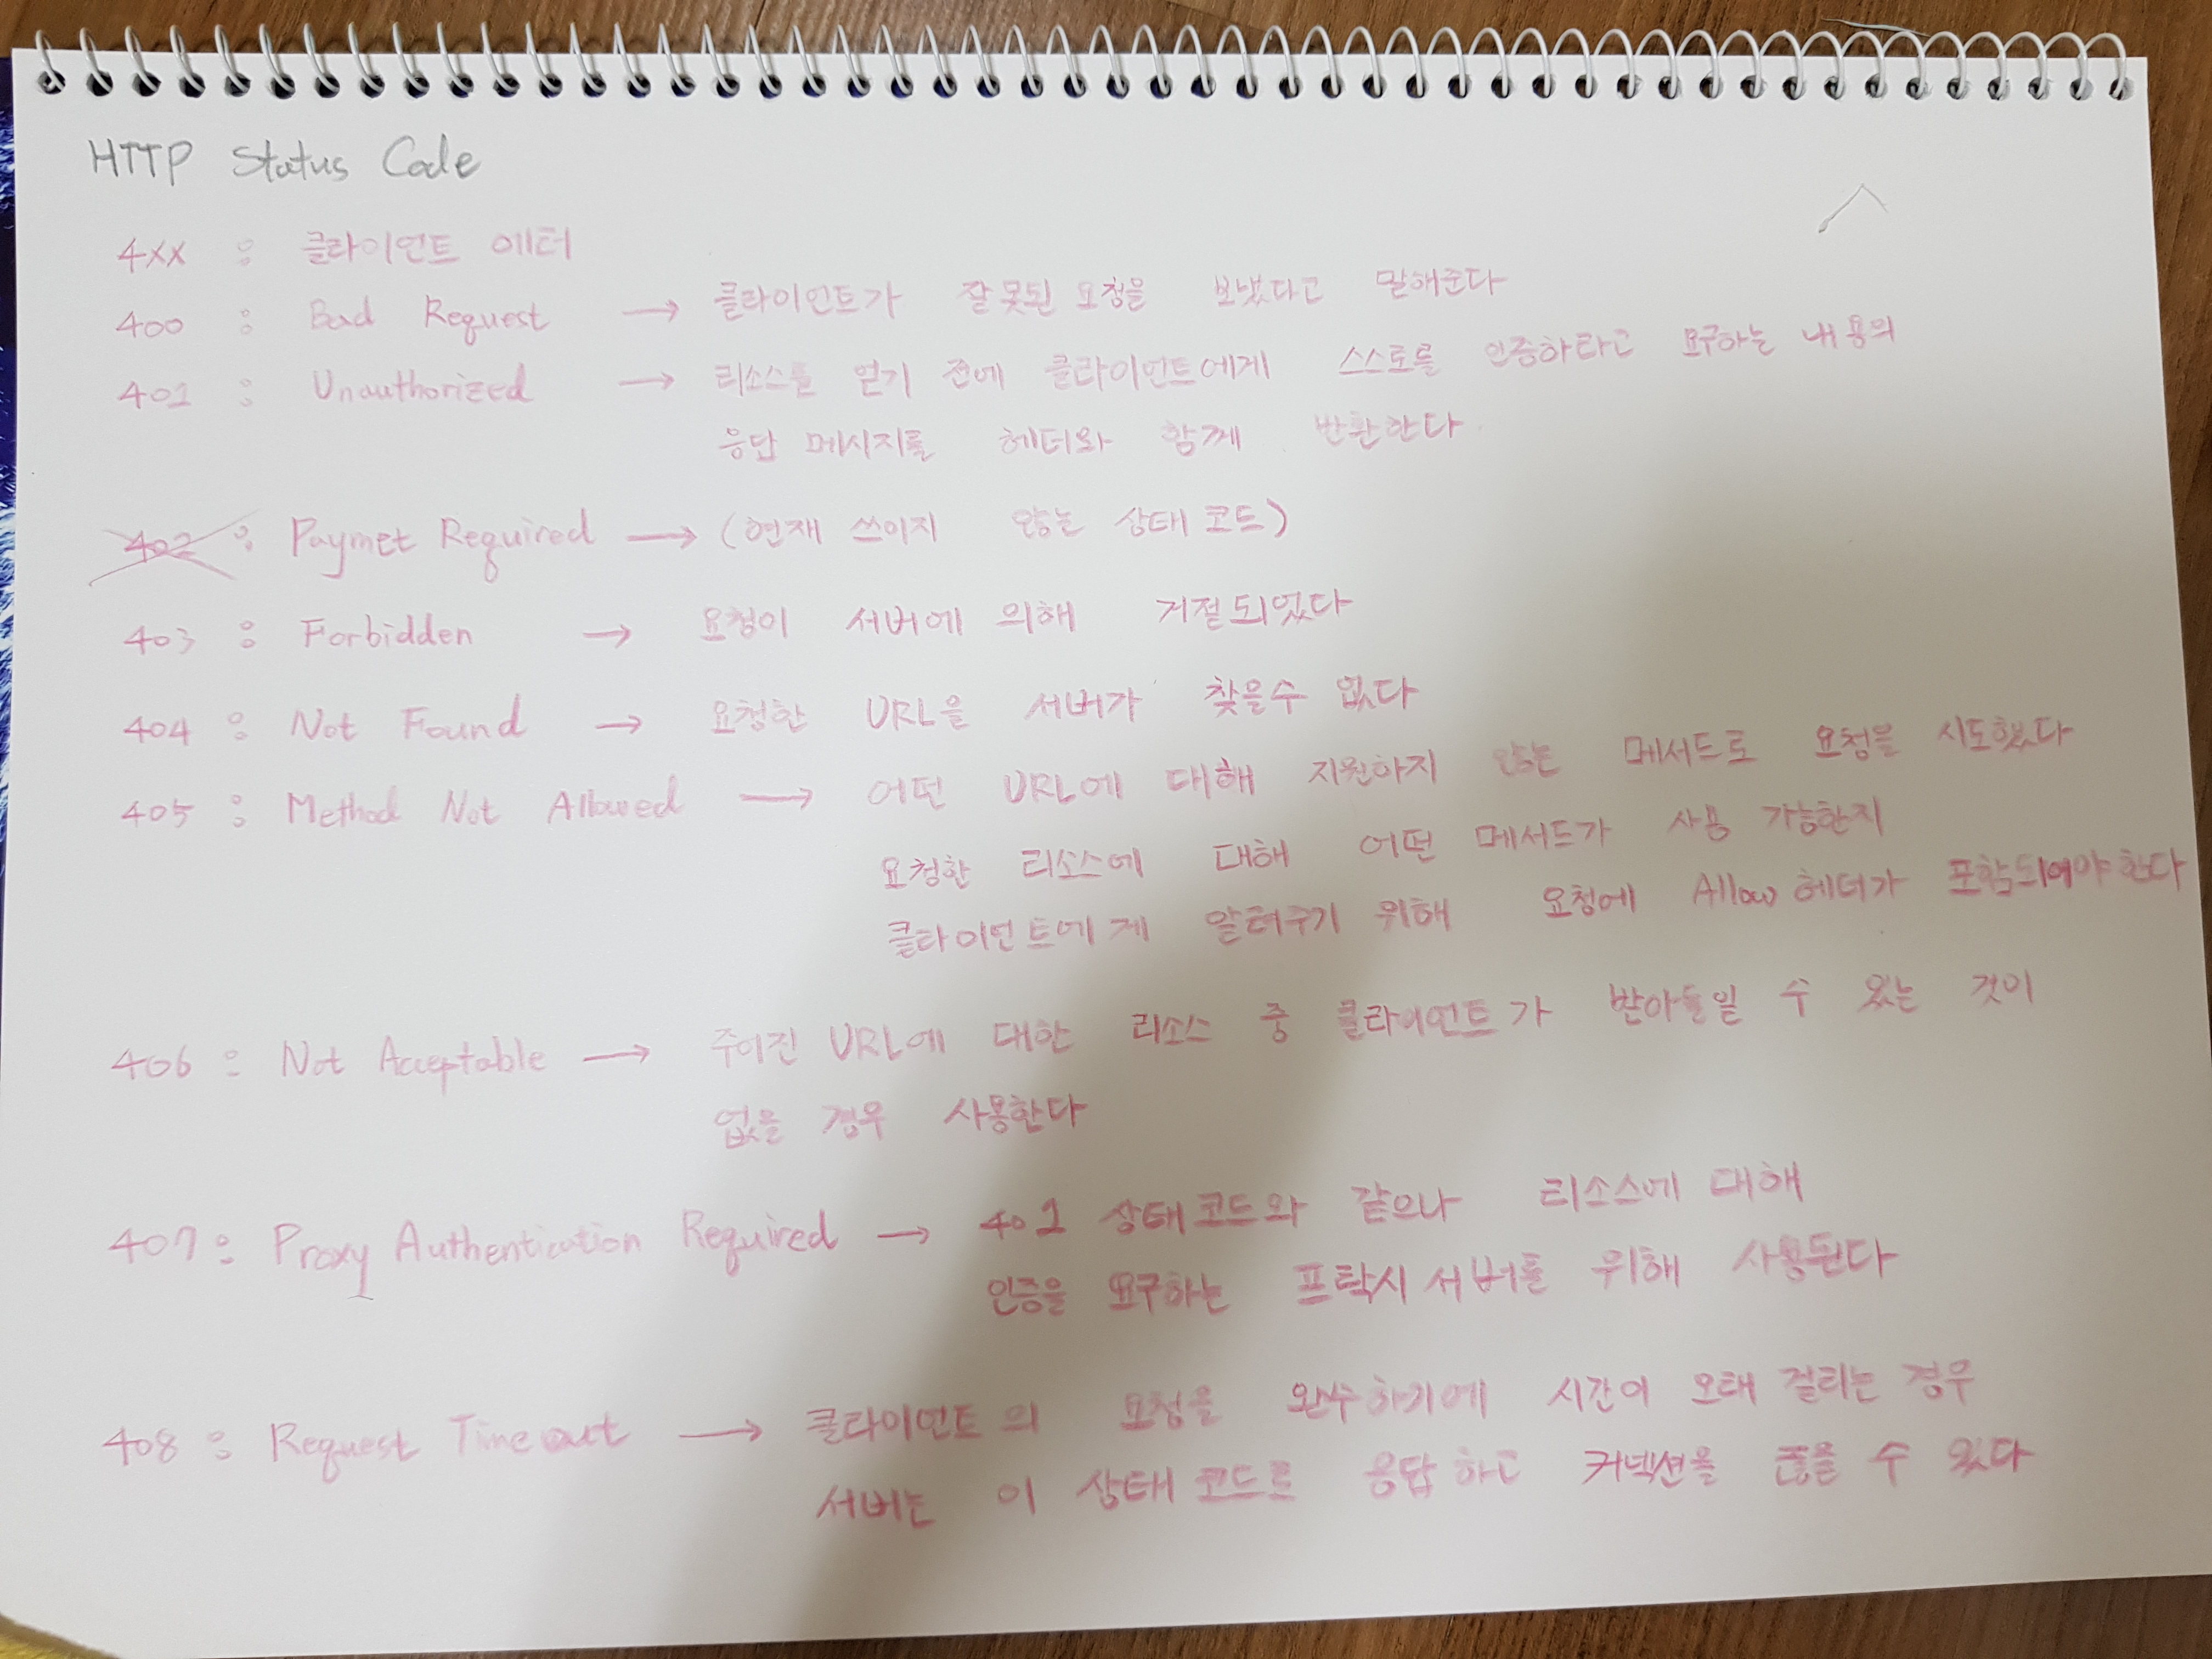 HTTP Status Code
4XX : 클라이언트 에러
400 : Bad Request → 클라이언트가 잘못된 요청을 보냈다고 말해준다
401 : Unauthorized → 리소스를 얻기 전에 클라이언트에게 스스로를 인증하라고 요구하는 내용의
응답 메시지를 헤더와 함께 반환한다.
402 : Paymet Required → (현재 쓰이지 않는 상태 코드)
403 : Forbidden → 요청이 서버에 의해 거절되었다
404 : Not Found → 요청한 URL을 서버가 찾을수 없다
405 : Method Not Allowed → 어떤 URL에 대해 지원하지 않은 메서드로 요청을 시도했다
요청한 리소스에 대해 어떤 메서드가 사용 가능한지
클라이언트에게 알려주기 위해 요청에 Allow 헤더가 포함되어야 한다
406 : Not Acceptable → 주어진 URL에 대한 리소스 중 클라이언트가 받아들일 수 있는 것이
없을 경우 사용한다
407 : Proxy Authentication Required → 401 상태 코드와 같으나 리소스에 대해
인증을 요구하는 프락시 서버를 위해 사용된다
408 : Request Timeout → 클라이언트의 요청을 완수하기에 시간이 오래 걸리는 경우
서버는 이 상태 코드로 응답하고 커넥션을 끊을 수 있다